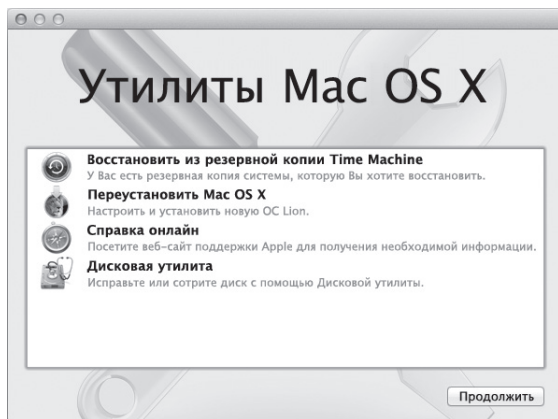 Утилиты Mac OS X
Восстановить из резервной копии Time Machine
У Вас есть резервная копия системы, которую Вы хотите восстановить.
Переустановить Mac OS X
Настроить и установить новую ОС Lion.
Справка онлайн
Посетите веб-сайт поддержки Apple для получения необходимой информации.
Дисковая утилита
Исправьте или сотрите диск с помощью Дисковой утилиты.
Продолжить